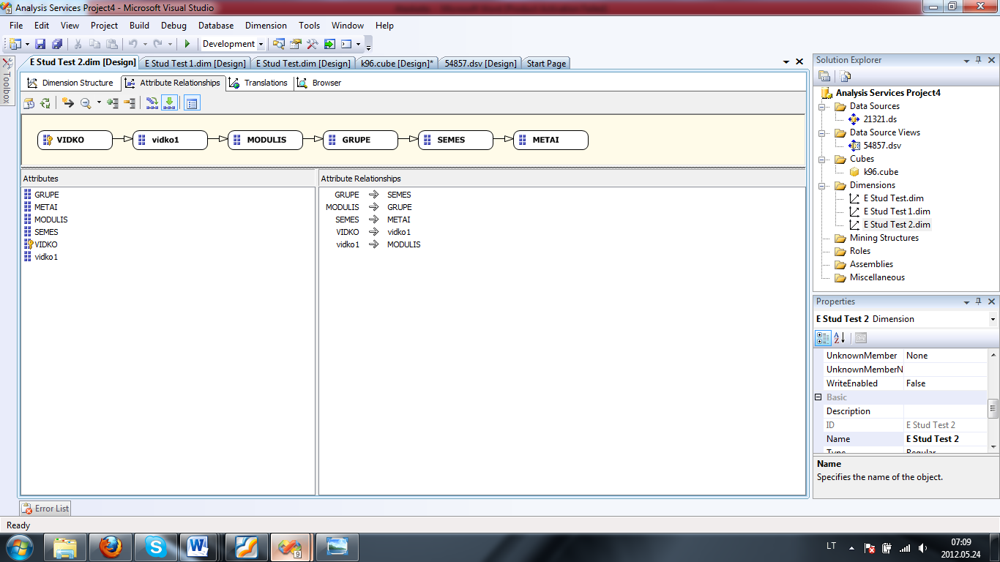 Analysis Services Project4 - Microsoft Visual Studio
File Edit View Project Build Debug Database Dimension Tools Window Help
Development
E Stud Test 2.dim [Design] E Stud Test 1.dim [Design] E Stud Test.dim [Design] k96.cube [Design]* 54857.dsv [Design] Start Page
Toolbox
Dimension Structure Attribute Relationships Translations Browser
VIDKO vidko1 MODULIS GRUPE SEMES METAI
Attributes
GRUPE
METAI
MODULIS
SEMES
VIDKO
vidko1
Attribute Relationships
GRUPE SEMES
MODULIS GRUPE
SEMES METAI
VIDKO vidko1
vidko1 MODULIS
Solution Explorer
Analysis Services Project4
Data Sources
21321.ds
Data Source Views
54857.dsv
Cubes
k96.cube
Dimensions
E Stud Test.dim
E Stud Test 1.dim
E Stud Test 2.dim
Mining Structures
Roles
Assemblies
Miscellaneous
Properties
E Stud Test 2 Dimension
UnknownMember None
UnknownMemberN
WriteEnabled False
Basic
Description
ID E Stud Test 2
Name E Stud Test 2
Type Regular
Name
Specifies the name of the object.
Error List
Ready
LT
07:09
2012.05.24